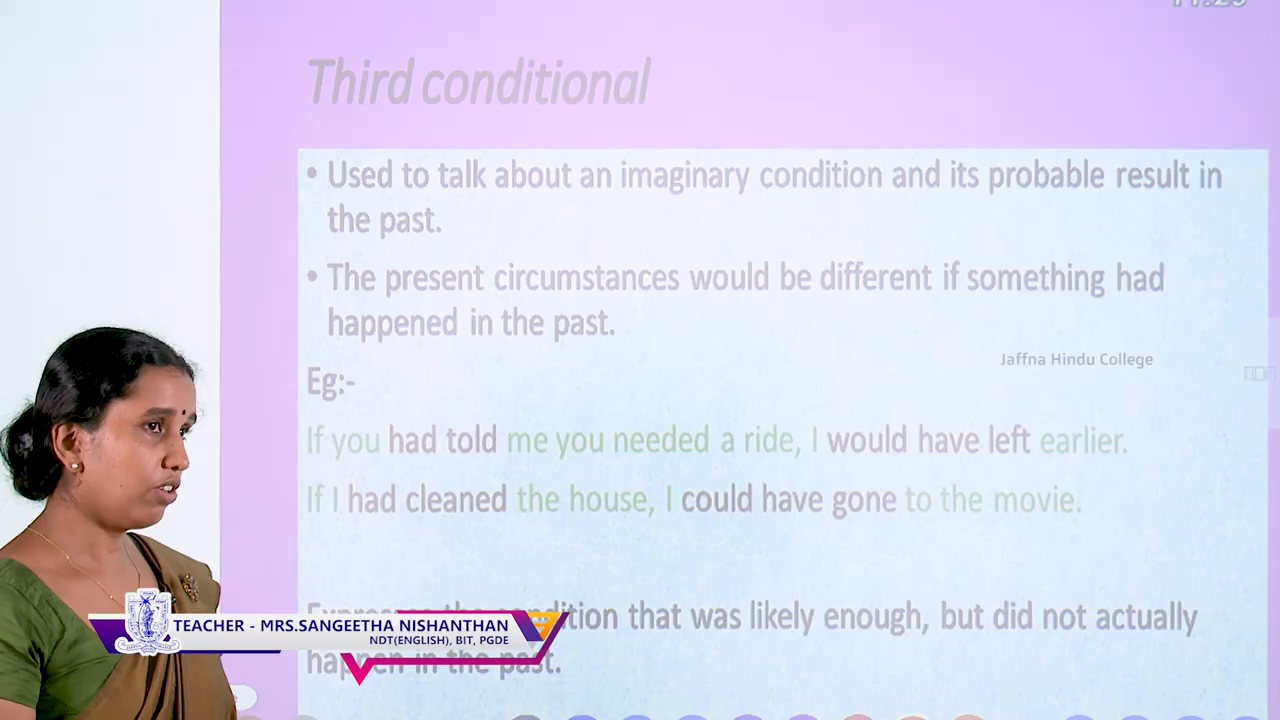 Third conditional
• Used to talk about an imaginary condition and its probable result in
the past.
• The present circumstances would be different if something had
happened in the past.
Jaffna Hindu College
Eg:-
If you had told me you needed a ride, I would have left earlier.
If I had cleaned the house, I could have gone to the movie.
Expresses the condition that was likely enough, but did not actually
happen in the past.
TEACHER - MRS.SANGEETHA NISHANTHAN
NDT(ENGLISH), BIT, PGDE